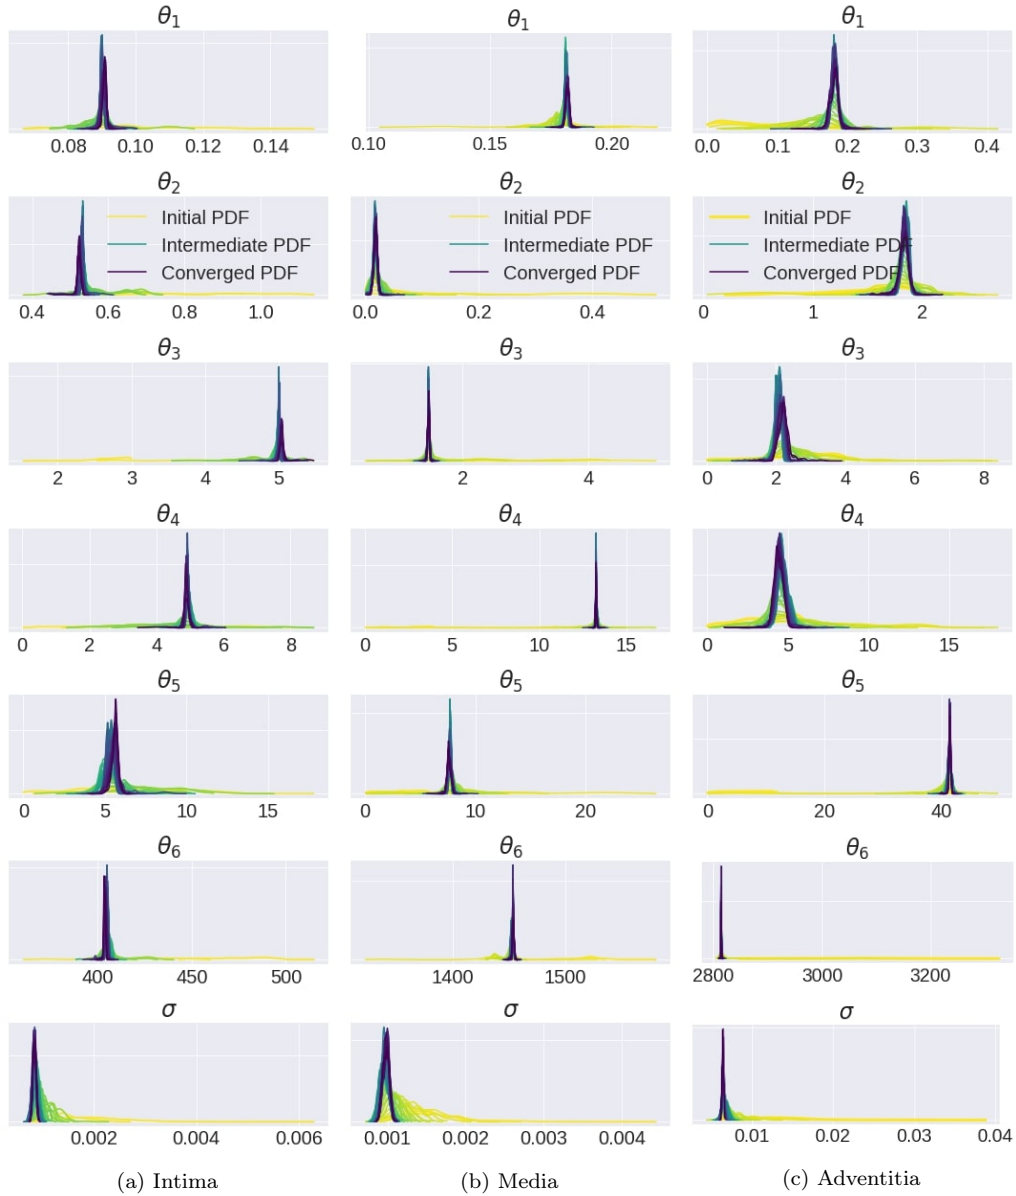 θ1 θ1 θ1
0.08 0.10 0.12 0.14 0.10 0.15 0.20 0.0 0.1 0.2 0.3 0.4
θ2 θ2 θ2
Initial PDF Initial PDF Initial PDF
Intermediate PDF Intermediate PDF Intermediate PDF
Converged PDF Converged PDF Converged PDF
0.4 0.6 0.8 1.0 0.0 0.2 0.4 0 1 2
θ3 θ3 θ3
2 3 4 5 2 4 0 2 4 6 8
θ4 θ4 θ4
0 2 4 6 8 0 5 10 15 0 5 10 15
θ5 θ5 θ5
0 5 10 15 0 10 20 0 20 40
θ6 θ6 θ6
400 450 500 1400 1500 2800 3000 3200
σ σ σ
0.002 0.004 0.006 0.001 0.002 0.003 0.004 0.01 0.02 0.03 0.04
(a) Intima (b) Media (c) Adventitia